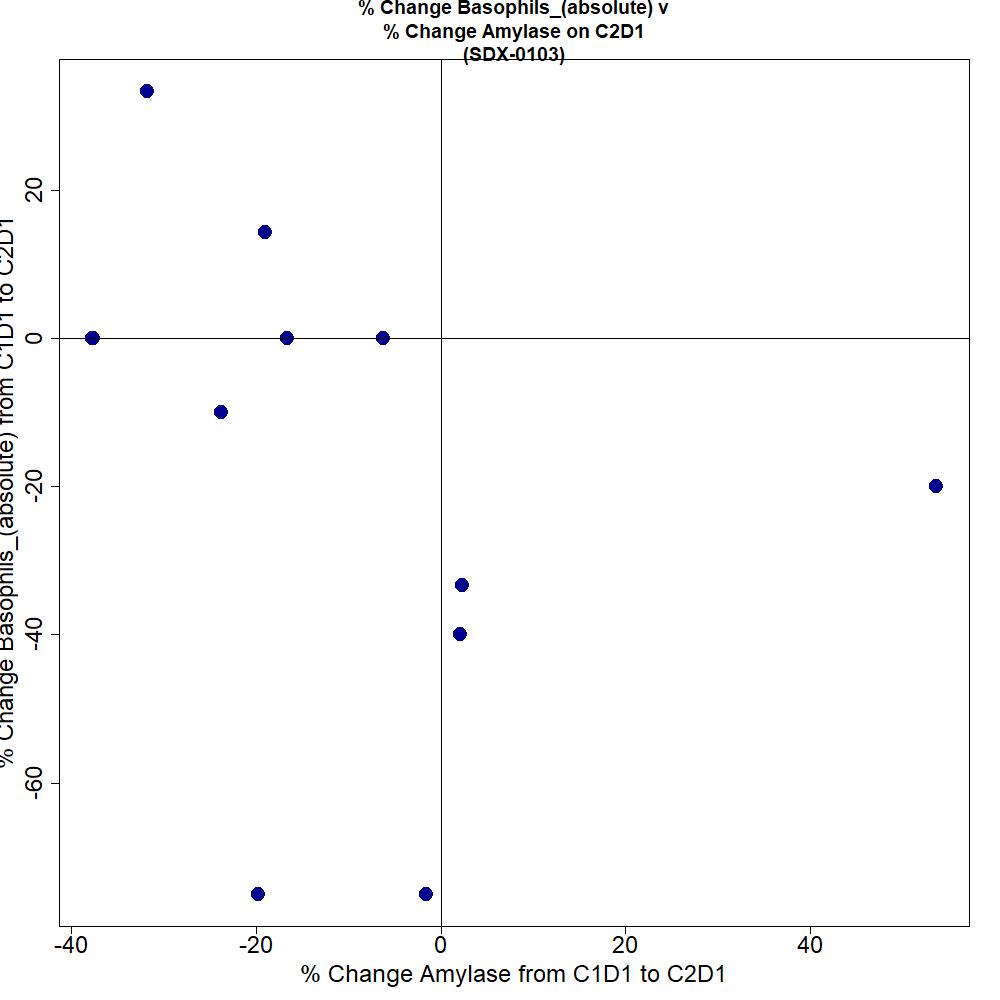 % Change Basophils_(absolute) v
% Change Amylase on C2D1
(SDX-0103)
% Change Basophils_(absolute) from C1D1 to C2D1
20
0
-20
-40
-60
-40
-20
0
20
40
% Change Amylase from C1D1 to C2D1